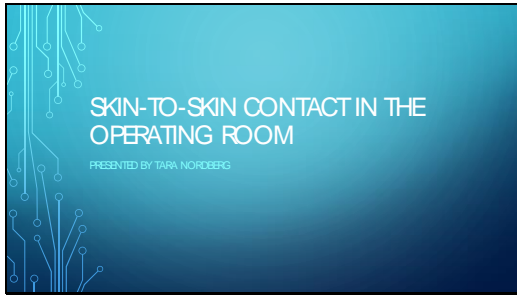 SKIN-TO-SKIN CONTACT IN THE
OPERATING ROOM
PRESENTED BY TARA NORDBERG